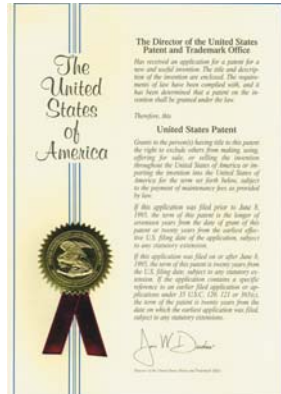 The
United
States
of
America
The Director of the United States
Patent and Trademark Office
Has received an application for a patent for a
new and useful invention. The title and descrip-
tion of the invention are enclosed. The require-
ments of law have been complied with, and it
has been determined that a patent on the in-
vention shall be granted under the law.
Therefore, this
United States Patent
Grants to the person(s) having title to this patent
the right to exclude others from making, using,
offering for sale, or selling the invention
throughout the United States of America or im-
porting the invention into the United States of
America for the term set forth below, subject
to the payment of maintenance fees as provided
by law.
If this application was filed prior to June 8,
1995, the term of this patent is the longer of
seventeen years from the date of grant of this
patent or twenty years from the earliest effec-
tive U.S. filing date of the application, subject
to any statutory extension.
If this application was filed on or after June 8,
1995, the term of this patent is twenty years from
the U.S. filing date, subject to any statutory ex-
tension. If the application contains a specific
reference to an earlier filed application or ap-
plications under 35 U.S.C. 120, 121 or 365(c),
the term of the patent is twenty years from the
date on which the earliest application was filed,
subject to any statutory extensions.